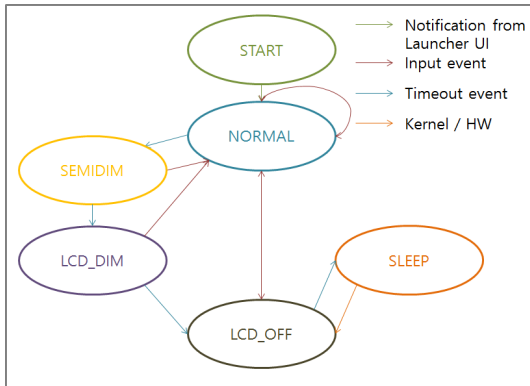 START
Notification from
Launcher UI
Input event
Timeout event
Kernel / HW
NORMAL
SEMIDIM
LCD_DIM
SLEEP
LCD_OFF